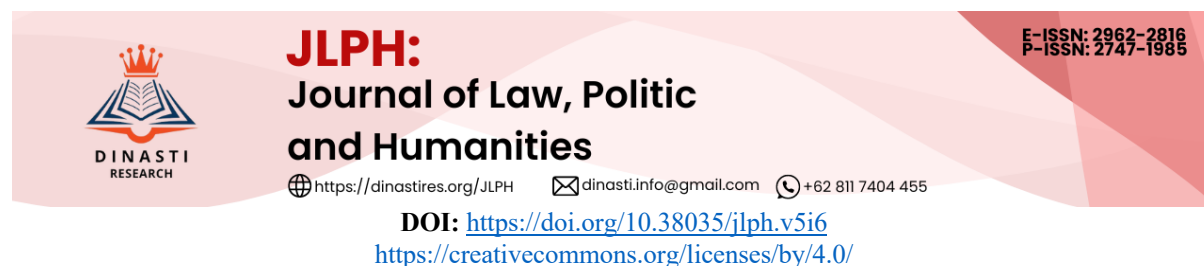 E-ISSN: 2962-2816
P-ISSN: 2747-1985
JLPH:
Journal of Law, Politic
and Humanities
DINASTI
RESEARCH
https://dinastires.org/JLPH dinasti.info@gmail.com +62 811 7404 455
DOI: https://doi.org/10.38035/jlph.v5i6
https://creativecommons.org/licenses/by/4.0/